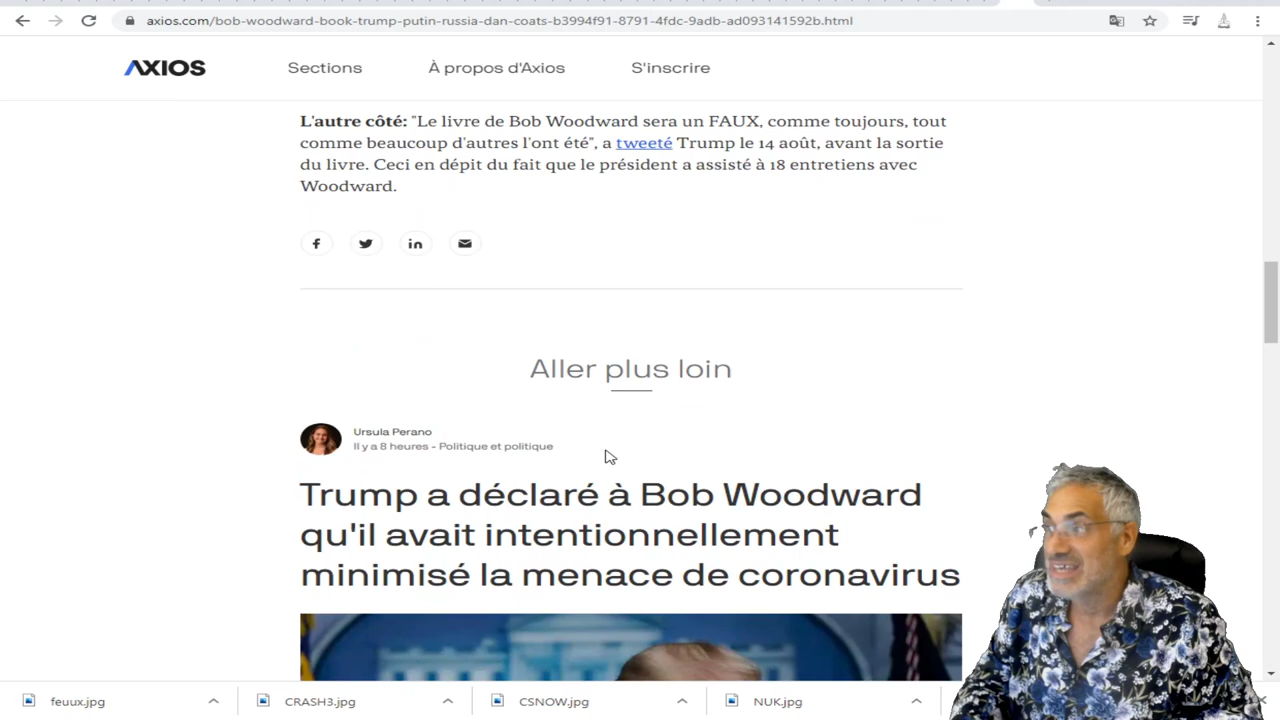 axios.com/bob-woodward-book-trump-putin-russia-dan-coats-b3994f91-8791-4fdc-9adb-ad093141592b.html
AXIOS
Sections
À propos d'Axios
S'inscrire
L'autre côté: "Le livre de Bob Woodward sera un FAUX, comme toujours, tout
comme beaucoup d'autres l'ont été", a tweeté Trump le 14 août, avant la sortie
du livre. Ceci en dépit du fait que le président a assisté à 18 entretiens avec
Woodward.
Aller plus loin
Ursula Perano
Il y a 8 heures - Politique et politique
Trump a déclaré à Bob Woodward
qu'il avait intentionnellement
minimisé la menace de coronavirus
feuux.jpg
CRASH3.jpg
CSNOW.jpg
NUK.jpg